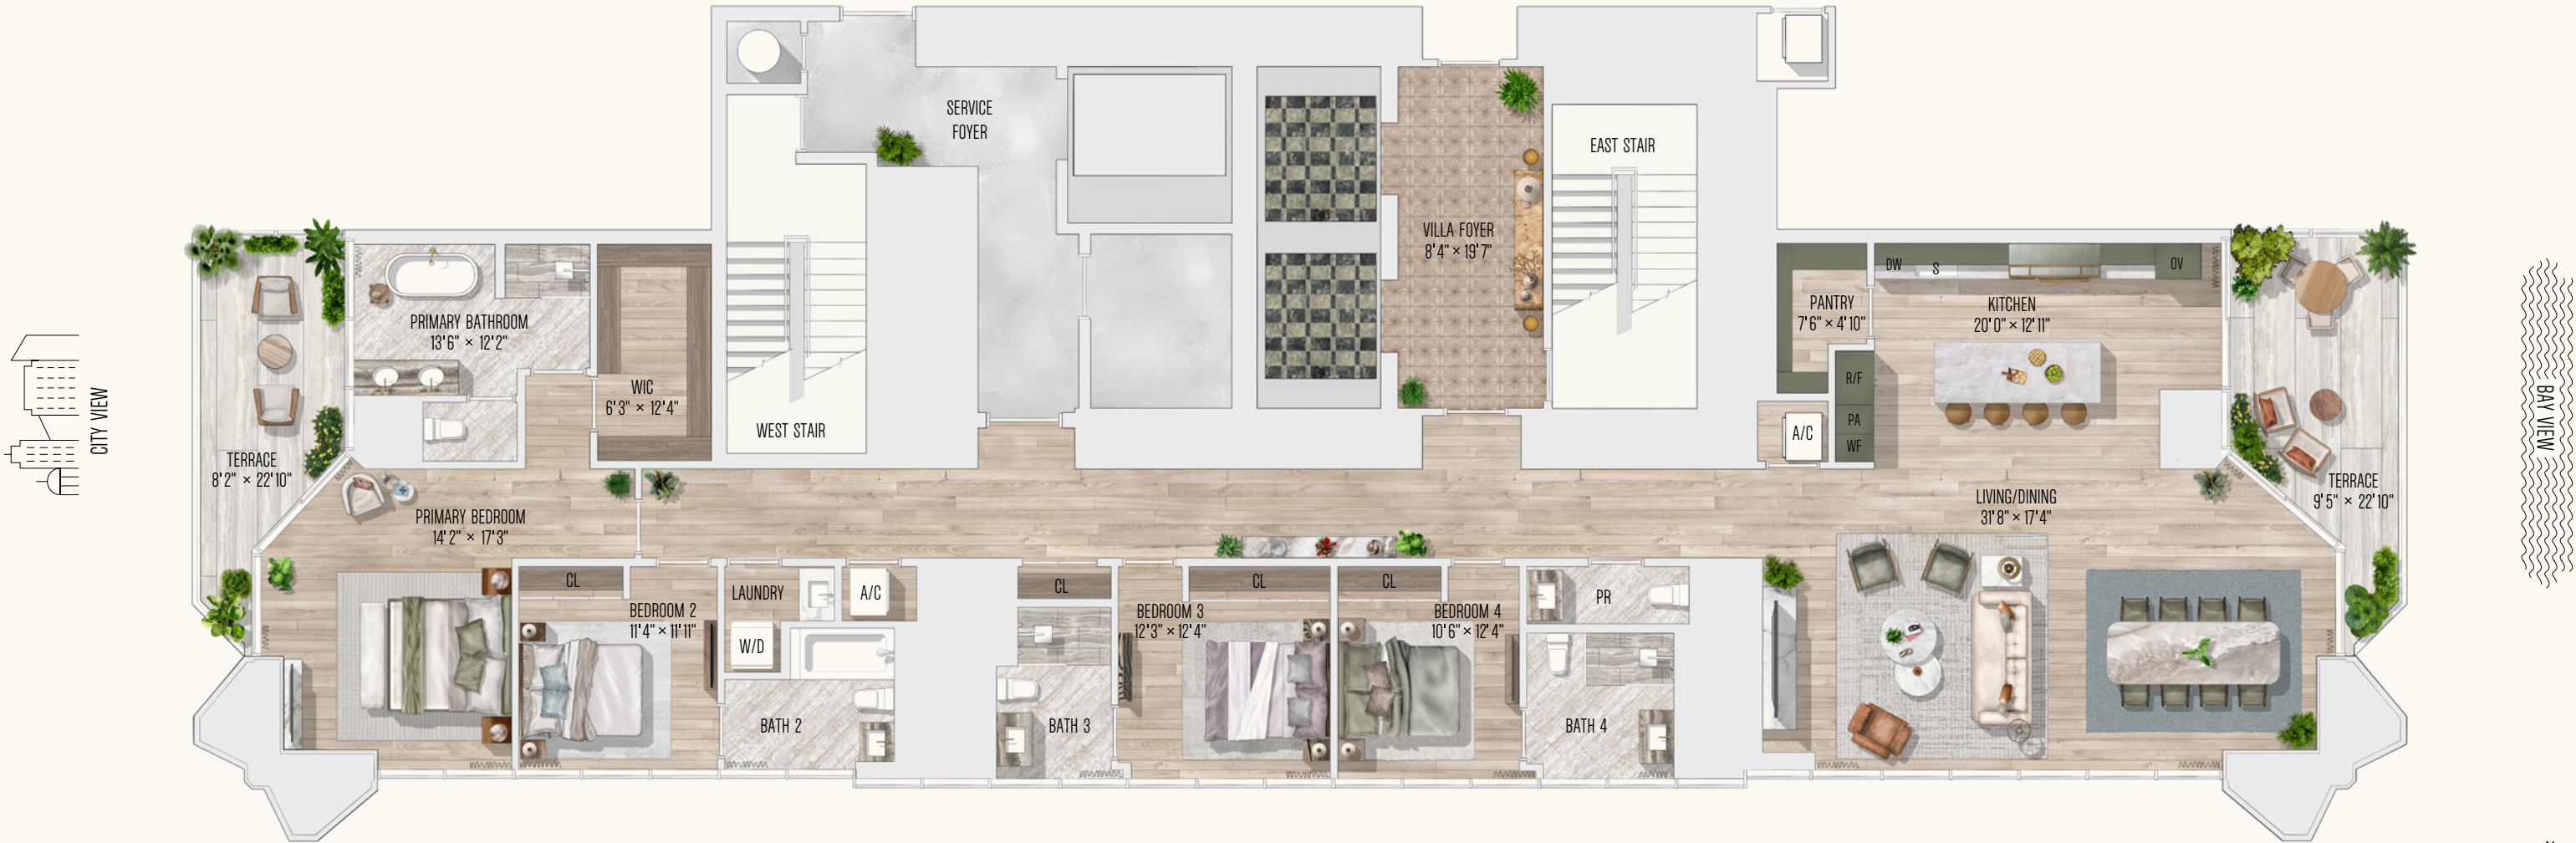 SERVICE
FOYER
EAST STAIR
VILLA FOYER
8'4" × 19'7"
WEST STAIR
PRIMARY BATHROOM
13'6" × 12'2"
WIC
6'3" × 12'4"
CITY VIEW
TERRACE
8'2" × 22'10"
PRIMARY BEDROOM
14'2" × 17'3"
DW
S
OV
PANTRY
7'6" × 4'10"
KITCHEN
20'0" × 12'11"
R/F
PA
WF
A/C
BAY VIEW
TERRACE
9'5" × 22'10"
LIVING/DINING
31'8" × 17'4"
CL
BEDROOM 2
11'4" × 11'11"
LAUNDRY
A/C
W/D
BATH 2
CL
BATH 3
CL
BEDROOM 3
12'3" × 12'4"
CL
BEDROOM 4
10'6" × 12'4"
PR
BATH 4